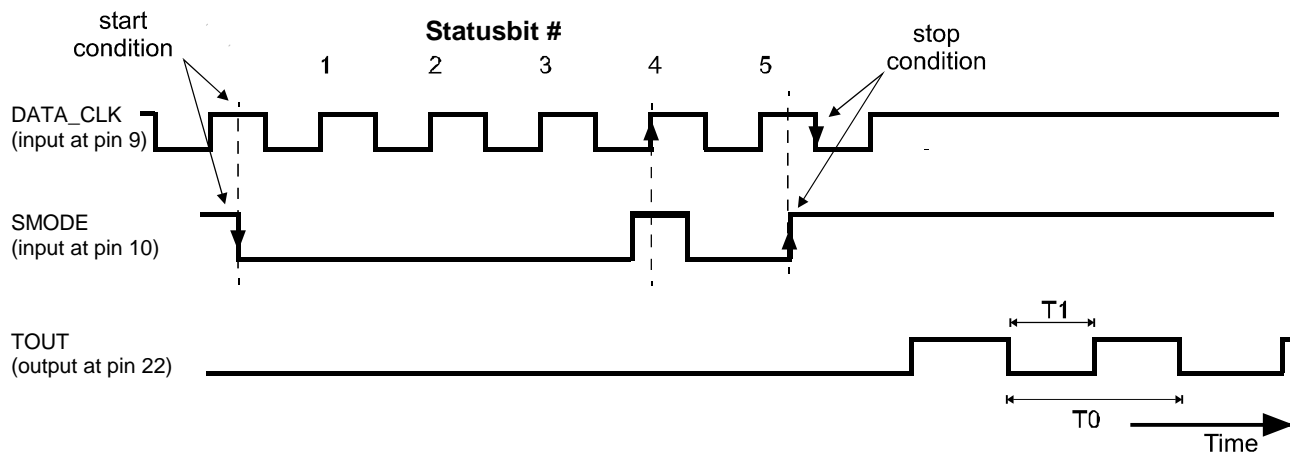 start
condition
Statusbit #
stop
condition
1 2 3 4 5
DATA_CLK
(input at pin 9)
SMODE
(input at pin 10)
T1
TOUT
(output at pin 22)
T0
Time